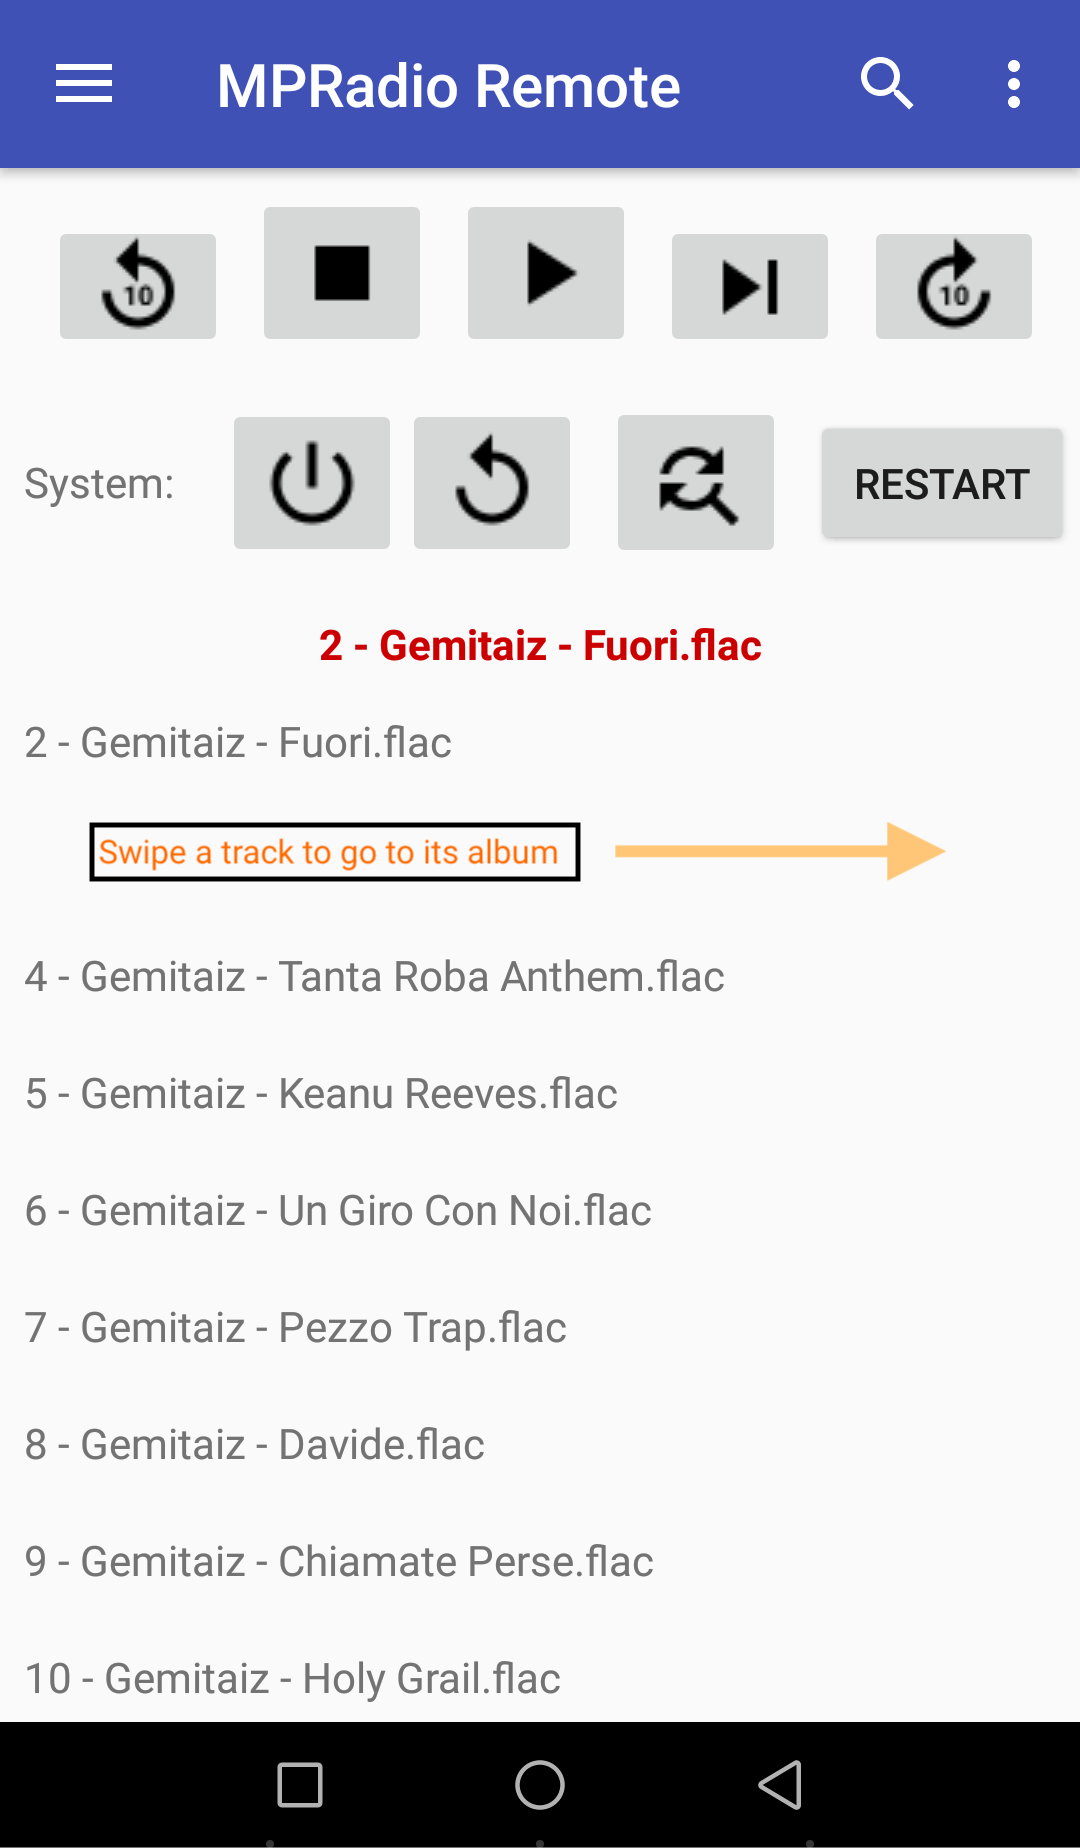 MPRadio Remote
10
10
System:
RESTART
2 - Gemitaiz - Fuori.flac
2 - Gemitaiz - Fuori.flac
Swipe a track to go to its album
4 - Gemitaiz - Tanta Roba Anthem.flac
5 - Gemitaiz - Keanu Reeves.flac
6 - Gemitaiz - Un Giro Con Noi.flac
7 - Gemitaiz - Pezzo Trap.flac
8 - Gemitaiz - Davide.flac
9 - Gemitaiz - Chiamate Perse.flac
10 - Gemitaiz - Holy Grail.flac